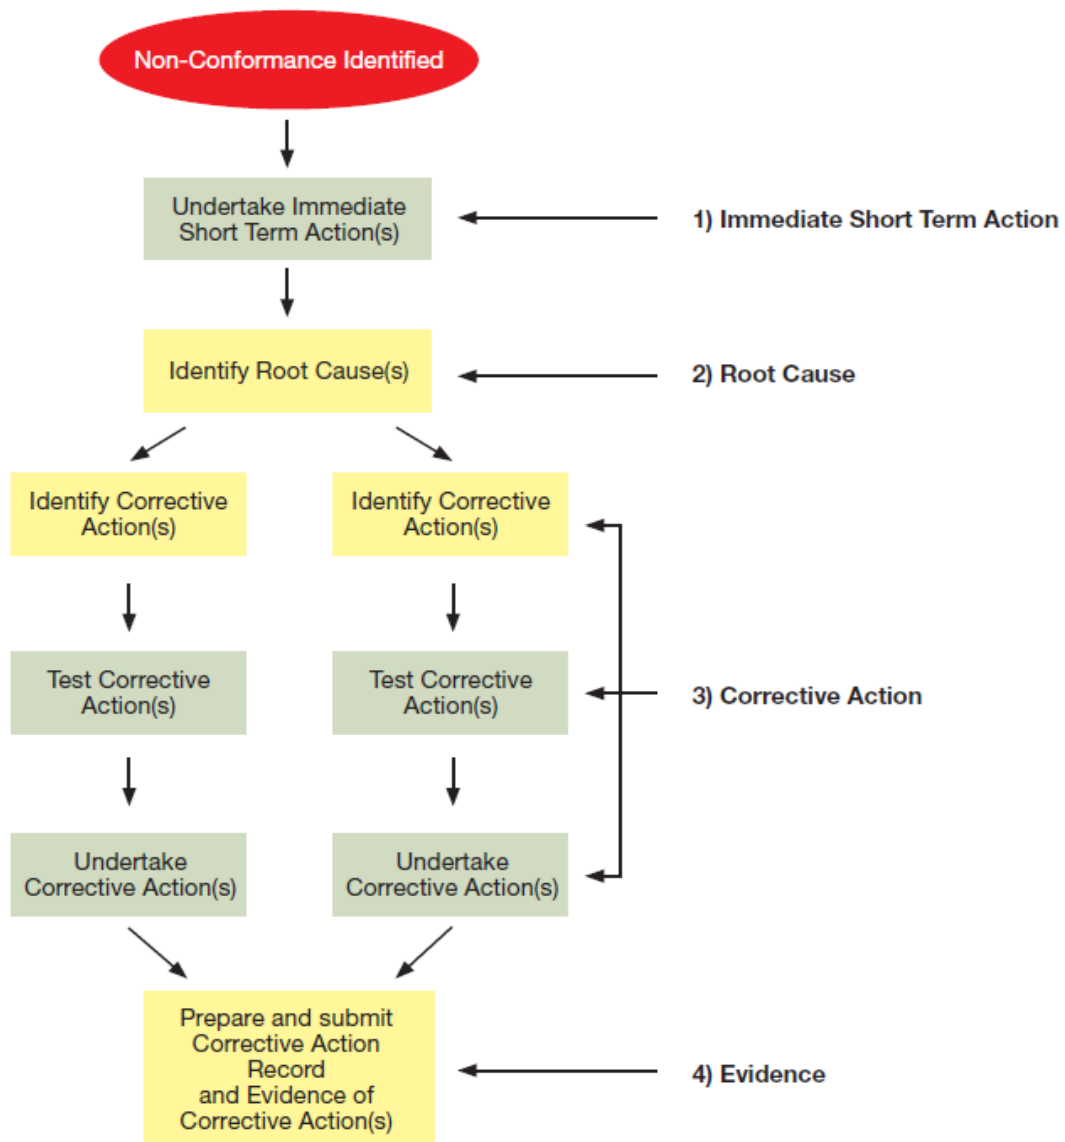 Non-Conformance Identified
Undertake Immediate
Short Term Action(s)
1) Immediate Short Term Action
Identify Root Cause(s)
2) Root Cause
Identify Corrective
Action(s)
Identify Corrective
Action(s)
Test Corrective
Action(s)
Test Corrective
Action(s)
3) Corrective Action
Undertake
Corrective Action(s)
Undertake
Corrective Action(s)
Prepare and submit
Corrective Action
Record
and Evidence of
Corrective Action(s)
4) Evidence